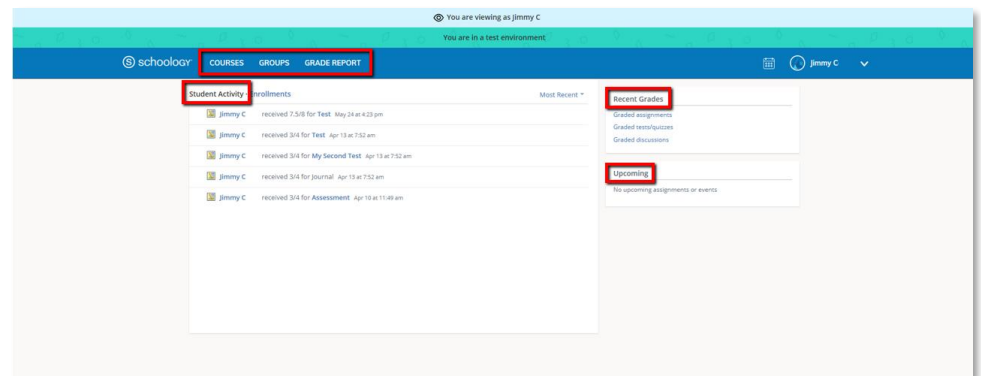 You are viewing as Jimmy C
You are in a test environment
schoology COURSES GROUPS GRADE REPORT Jimmy C
Student Activity · Enrollments Most Recent
Jimmy C received 7.5/8 for Test May 24 at 4:23 pm
Jimmy C received 3/4 for Test Apr 13 at 7:52 am
Jimmy C received 3/4 for My Second Test Apr 13 at 7:52 am
Jimmy C received 3/4 for Journal Apr 13 at 7:52 am
Jimmy C received 3/4 for Assessment Apr 10 at 11:49 am
Recent Grades
Graded assignments
Graded tests/quizzes
Graded discussions
Upcoming
No upcoming assignments or events